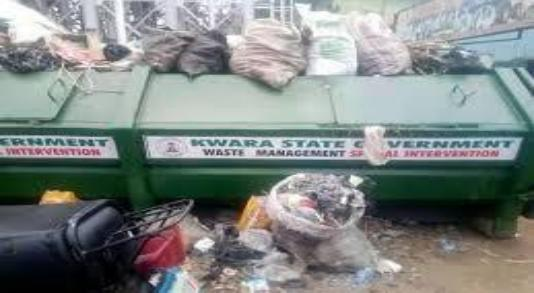 ERNMENT
INTERVENTION
KWARA STATE GOVERNMENT
WASTE MANAGEMENT SPECIAL INTERVENTION